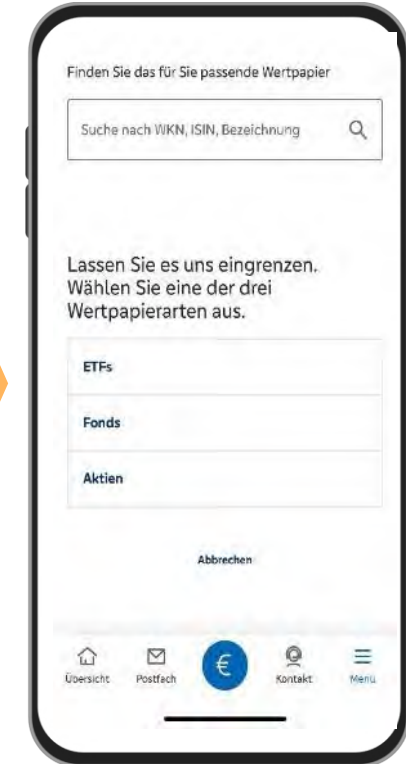 Finden Sie das für Sie passende Wertpapier
Suche nach WKN, ISIN, Bezeichnung
Lassen Sie es uns eingrenzen.
Wählen Sie eine der drei
Wertpapierarten aus.
ETFs
Fonds
Aktien
Abbrechen
€
Übersicht Postfach Kontakt Menü